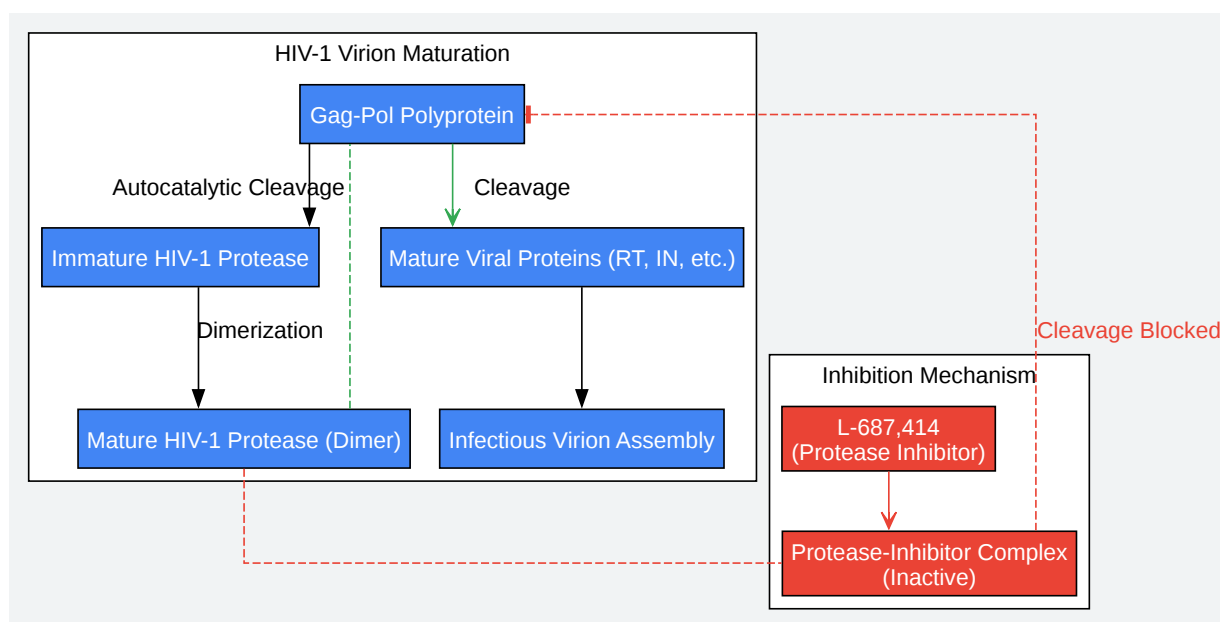 HIV-1 Virion Maturation
Gag-Pol Polyprotein
Autocatalytic Cleavage
Cleavage
Immature HIV-1 Protease
Mature Viral Proteins (RT, IN, etc.)
Dimerization
Cleavage Blocked
Mature HIV-1 Protease (Dimer)
Infectious Virion Assembly
Inhibition Mechanism
L-687,414
(Protease Inhibitor)
Protease-Inhibitor Complex
(Inactive)